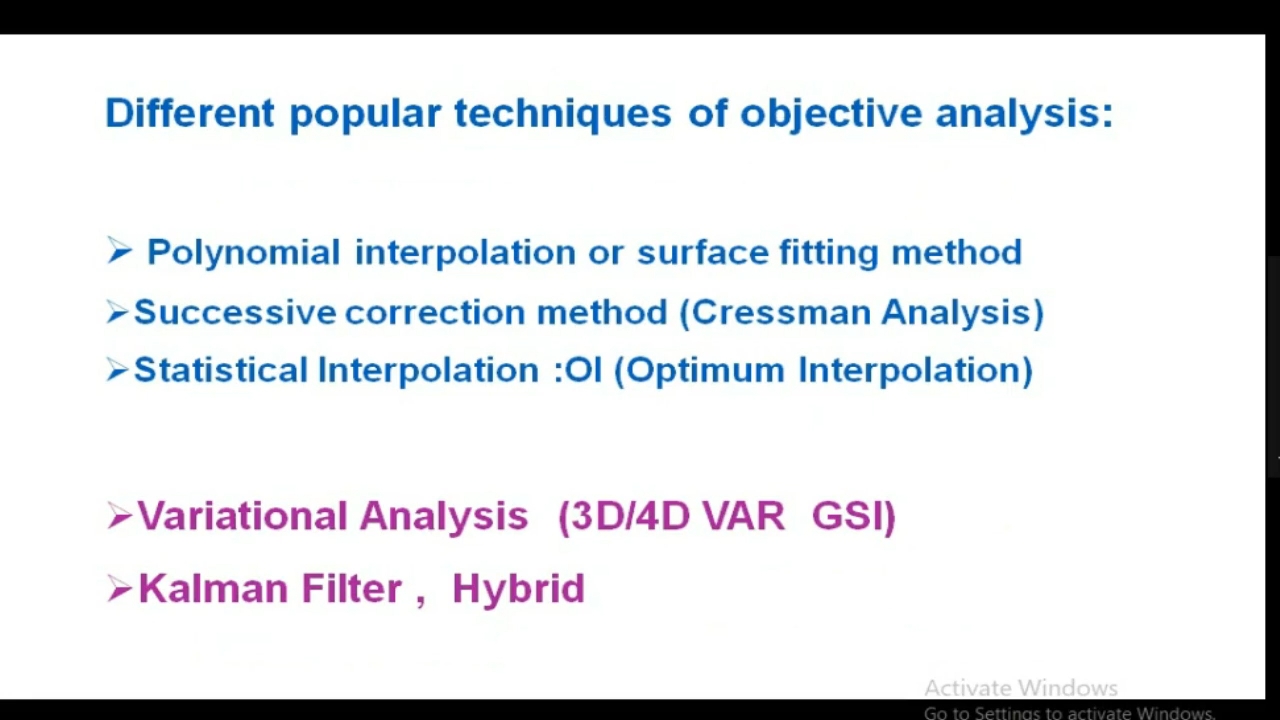 Different popular techniques of objective analysis:
➢ Polynomial interpolation or surface fitting method
➢Successive correction method (Cressman Analysis)
➢Statistical Interpolation :OI (Optimum Interpolation)
➢Variational Analysis (3D/4D VAR GSI)
➢Kalman Filter , Hybrid
Activate Windows
Go to Settings to activate Windows.